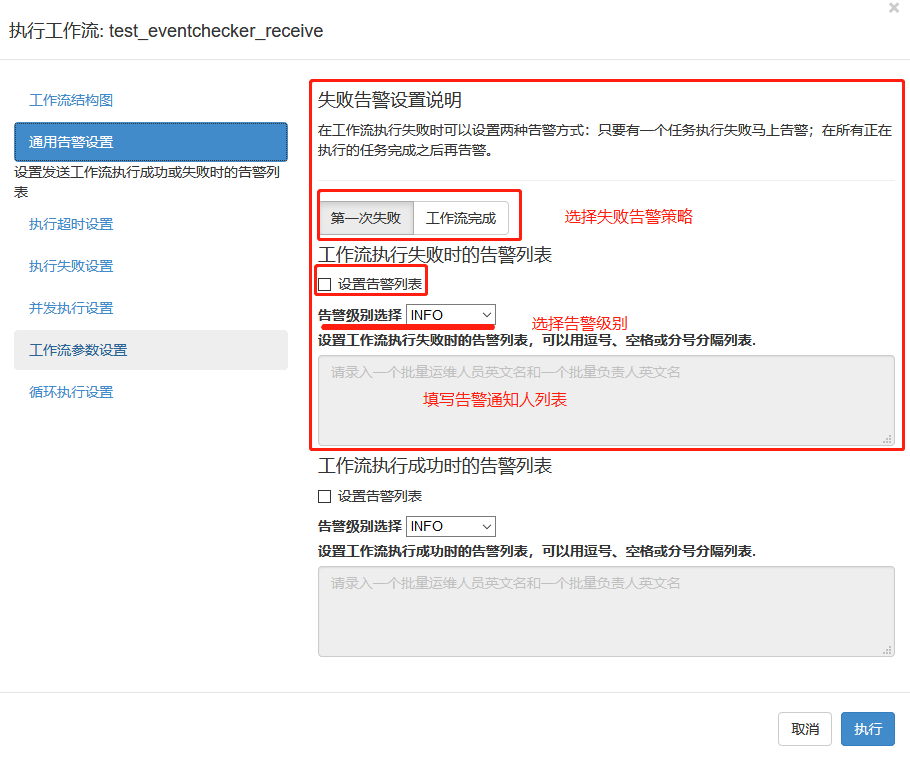 执行工作流: test_eventchecker_receive
工作流结构图
通用告警设置
设置发送工作流执行成功或失败时的告警列
表
执行超时设置
执行失败设置
并发执行设置
工作流参数设置
循环执行设置
失败告警设置说明
在工作流执行失败时可以设置两种告警方式：只要有一个任务执行失败马上告警；在所有正在
执行的任务完成之后再告警。
第一次失败 工作流完成 选择失败告警策略
工作流执行失败时的告警列表
设置告警列表
告警级别选择 INFO 选择告警级别
设置工作流执行失败时的告警列表，可以用逗号、空格或分号分隔列表.
请录入一个批量运维人员英文名和一个批量负责人英文名
填写告警通知人列表
工作流执行成功时的告警列表
设置告警列表
告警级别选择 INFO
设置工作流执行成功时的告警列表，可以用逗号、空格或分号分隔列表.
请录入一个批量运维人员英文名和一个批量负责人英文名
取消 执行